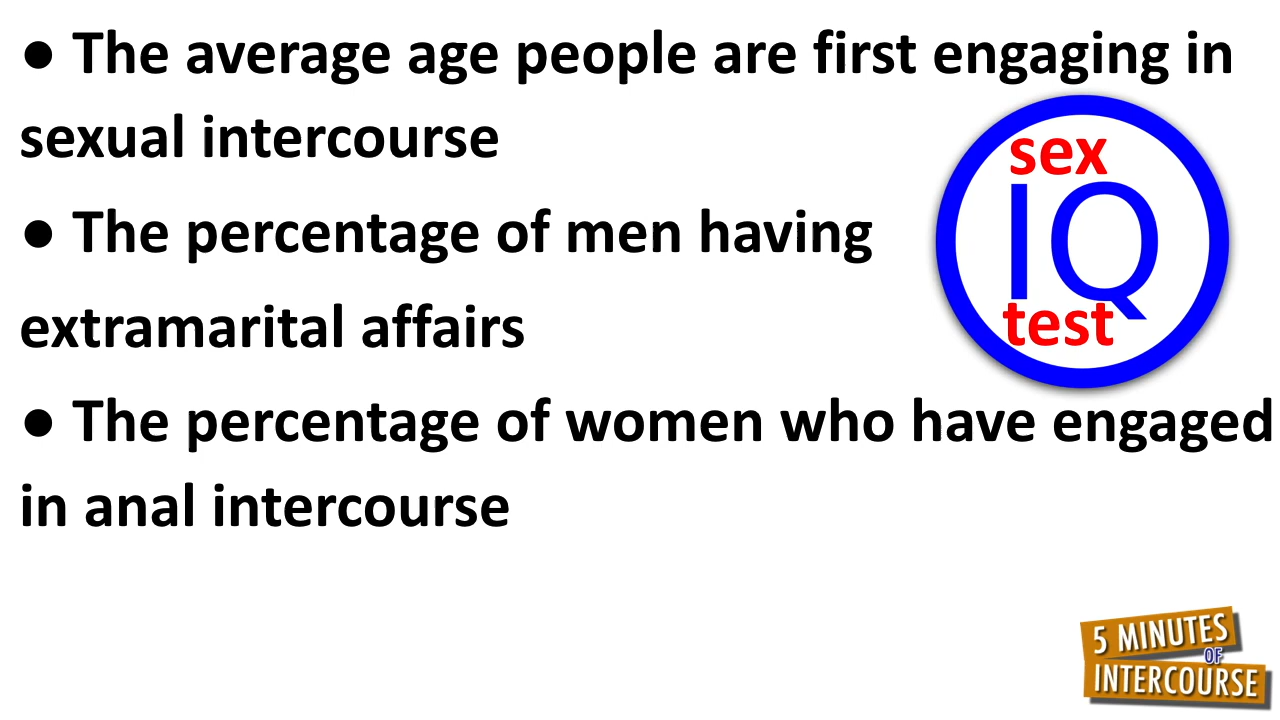 ● The average age people are first engaging in
sexual intercourse
● The percentage of men having
extramarital affairs
● The percentage of women who have engaged
in anal intercourse
sex
IQ
test
5 MINUTES
OF
INTERCOURSE